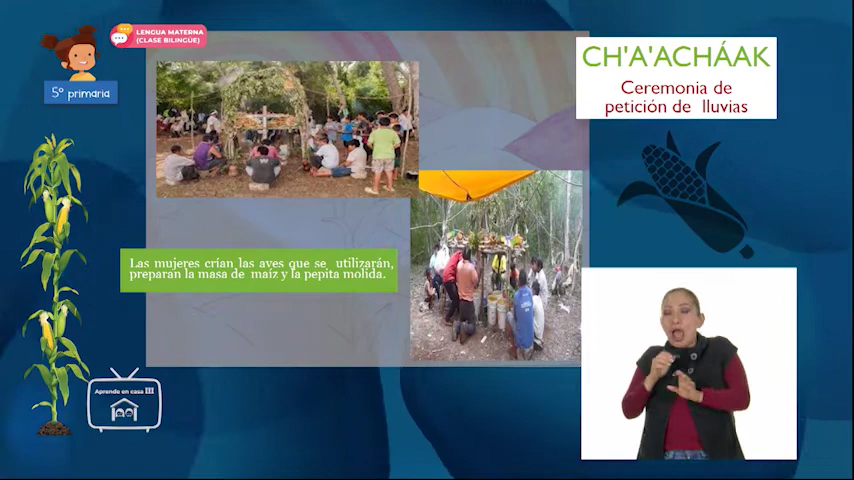 LENGUA MATERNA
(CLASE BILINGÜE)
5° primaria
CH'A'ACHÁAK
Ceremonia de
petición de lluvias
Las mujeres crían las aves que se utilizarán,
preparan la masa de maíz y la pepita molida.
Aprende en casa III